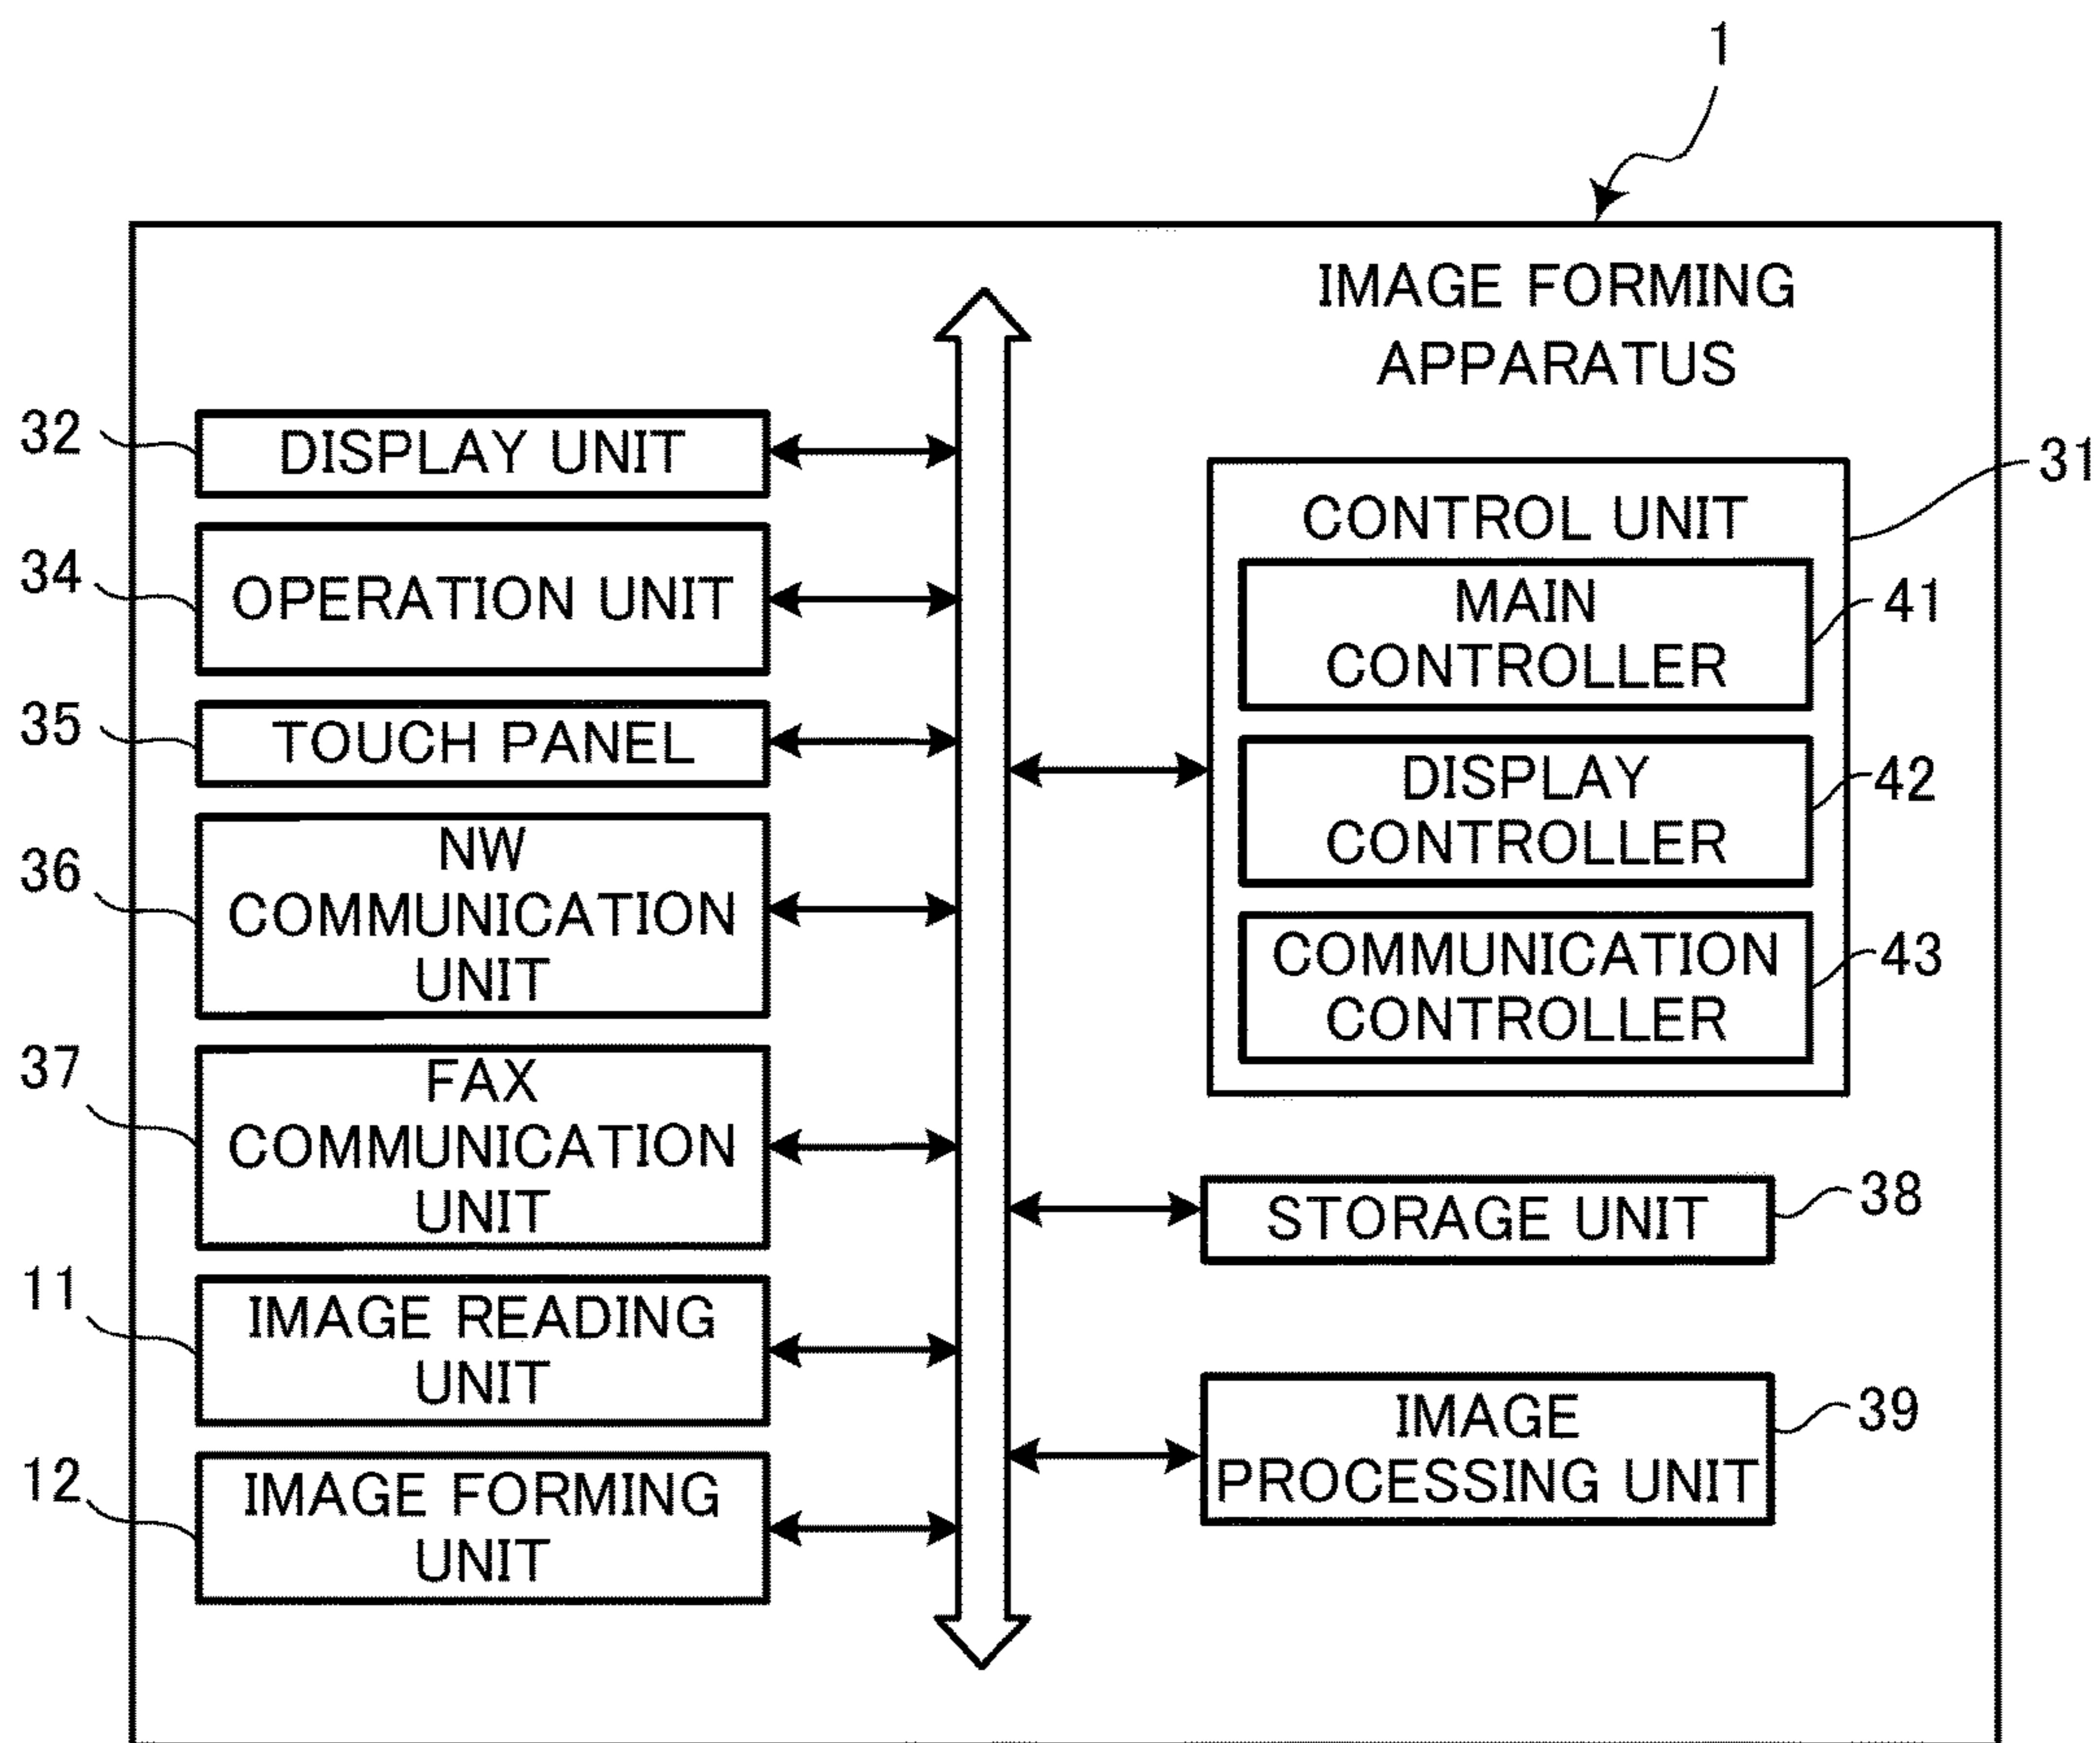 1
IMAGE FORMING
APPARATUS
32
DISPLAY UNIT
34
OPERATION UNIT
35
TOUCH PANEL
36
NW
COMMUNICATION
UNIT
37
FAX
COMMUNICATION
UNIT
11
IMAGE READING
UNIT
12
IMAGE FORMING
UNIT
31
CONTROL UNIT
MAIN
CONTROLLER
41
DISPLAY
CONTROLLER
42
COMMUNICATION
CONTROLLER
43
STORAGE UNIT
38
IMAGE
PROCESSING UNIT
39